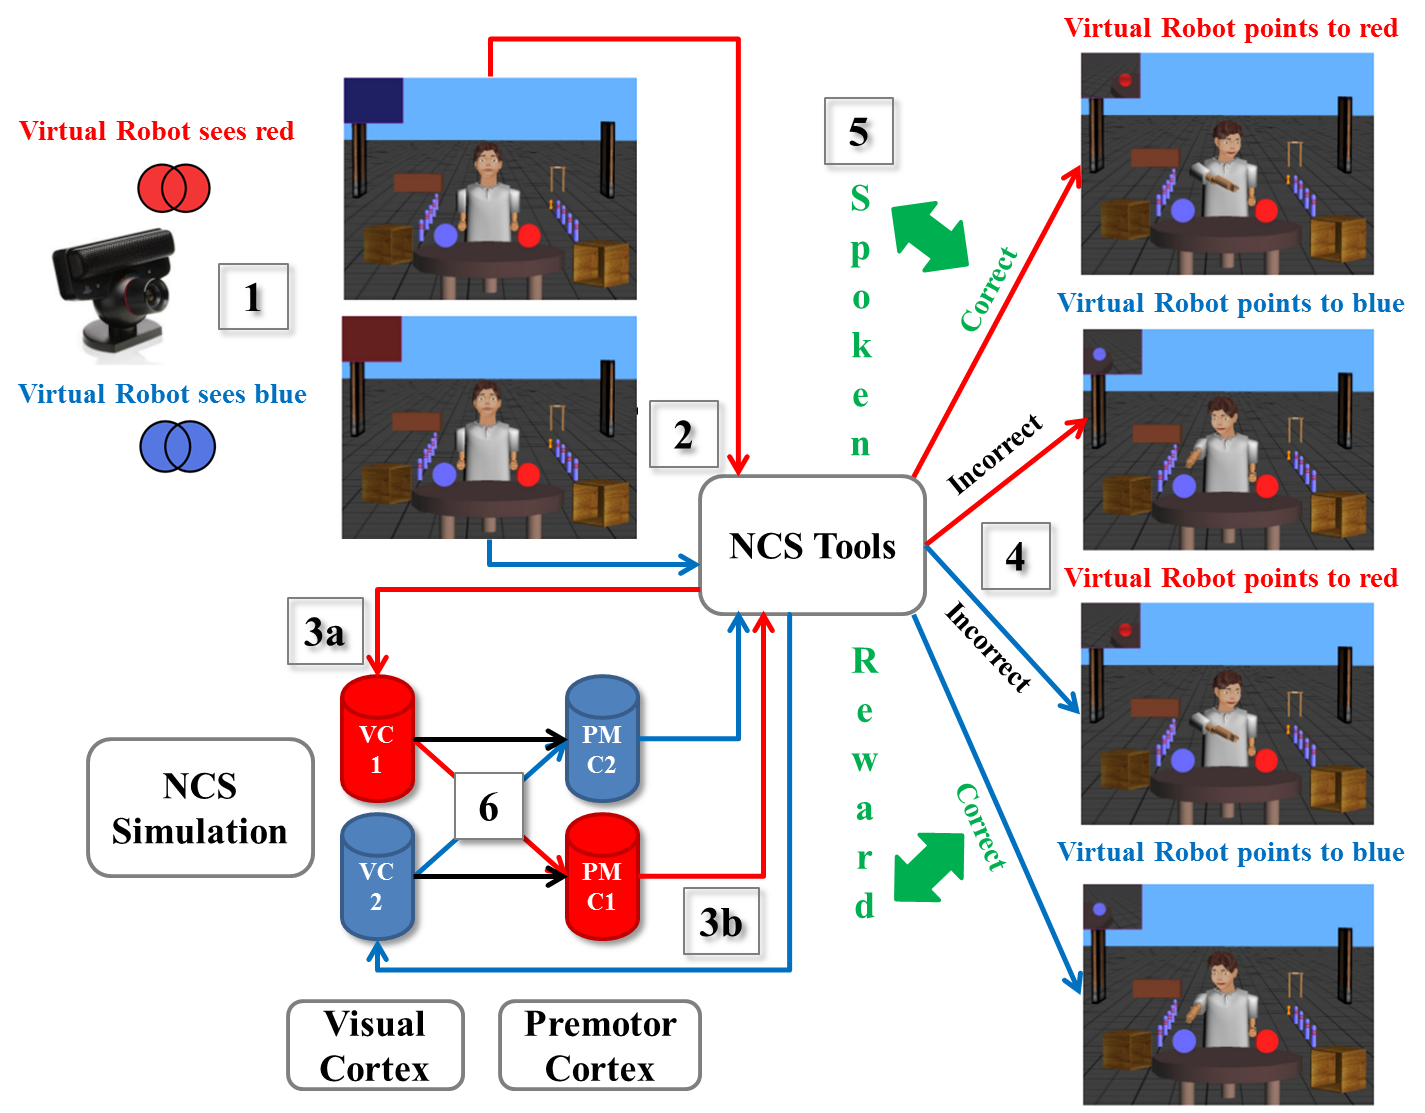 Virtual Robot points to red
Virtual Robot sees red
5
1
Spoken
Correct
Virtual Robot points to blue
Virtual Robot sees blue
2
Incorrect
NCS Tools
4
Virtual Robot points to red
3a
Incorrect
Reward
VC
1
PM
C2
NCS
Simulation
6
Correct
Virtual Robot points to blue
VC
2
PM
C1
3b
Visual
Cortex
Premotor
Cortex